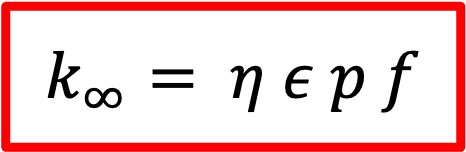 k∞ = η ϵ p f